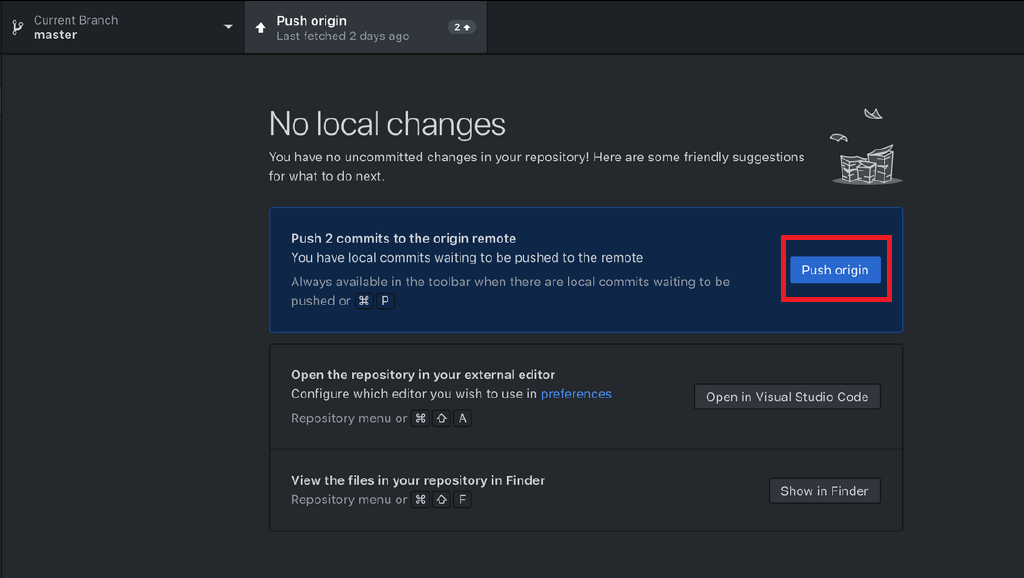 Current Branch
master
Push origin
Last fetched 2 days ago
2
No local changes
You have no uncommitted changes in your repository! Here are some friendly suggestions
for what to do next.
Push 2 commits to the origin remote
You have local commits waiting to be pushed to the remote
Always available in the toolbar when there are local commits waiting to be
pushed or ⌘ P
Push origin
Open the repository in your external editor
Configure which editor you wish to use in preferences
Repository menu or ⌘ ⇧ A
Open in Visual Studio Code
View the files in your repository in Finder
Repository menu or ⌘ ⇧ F
Show in Finder